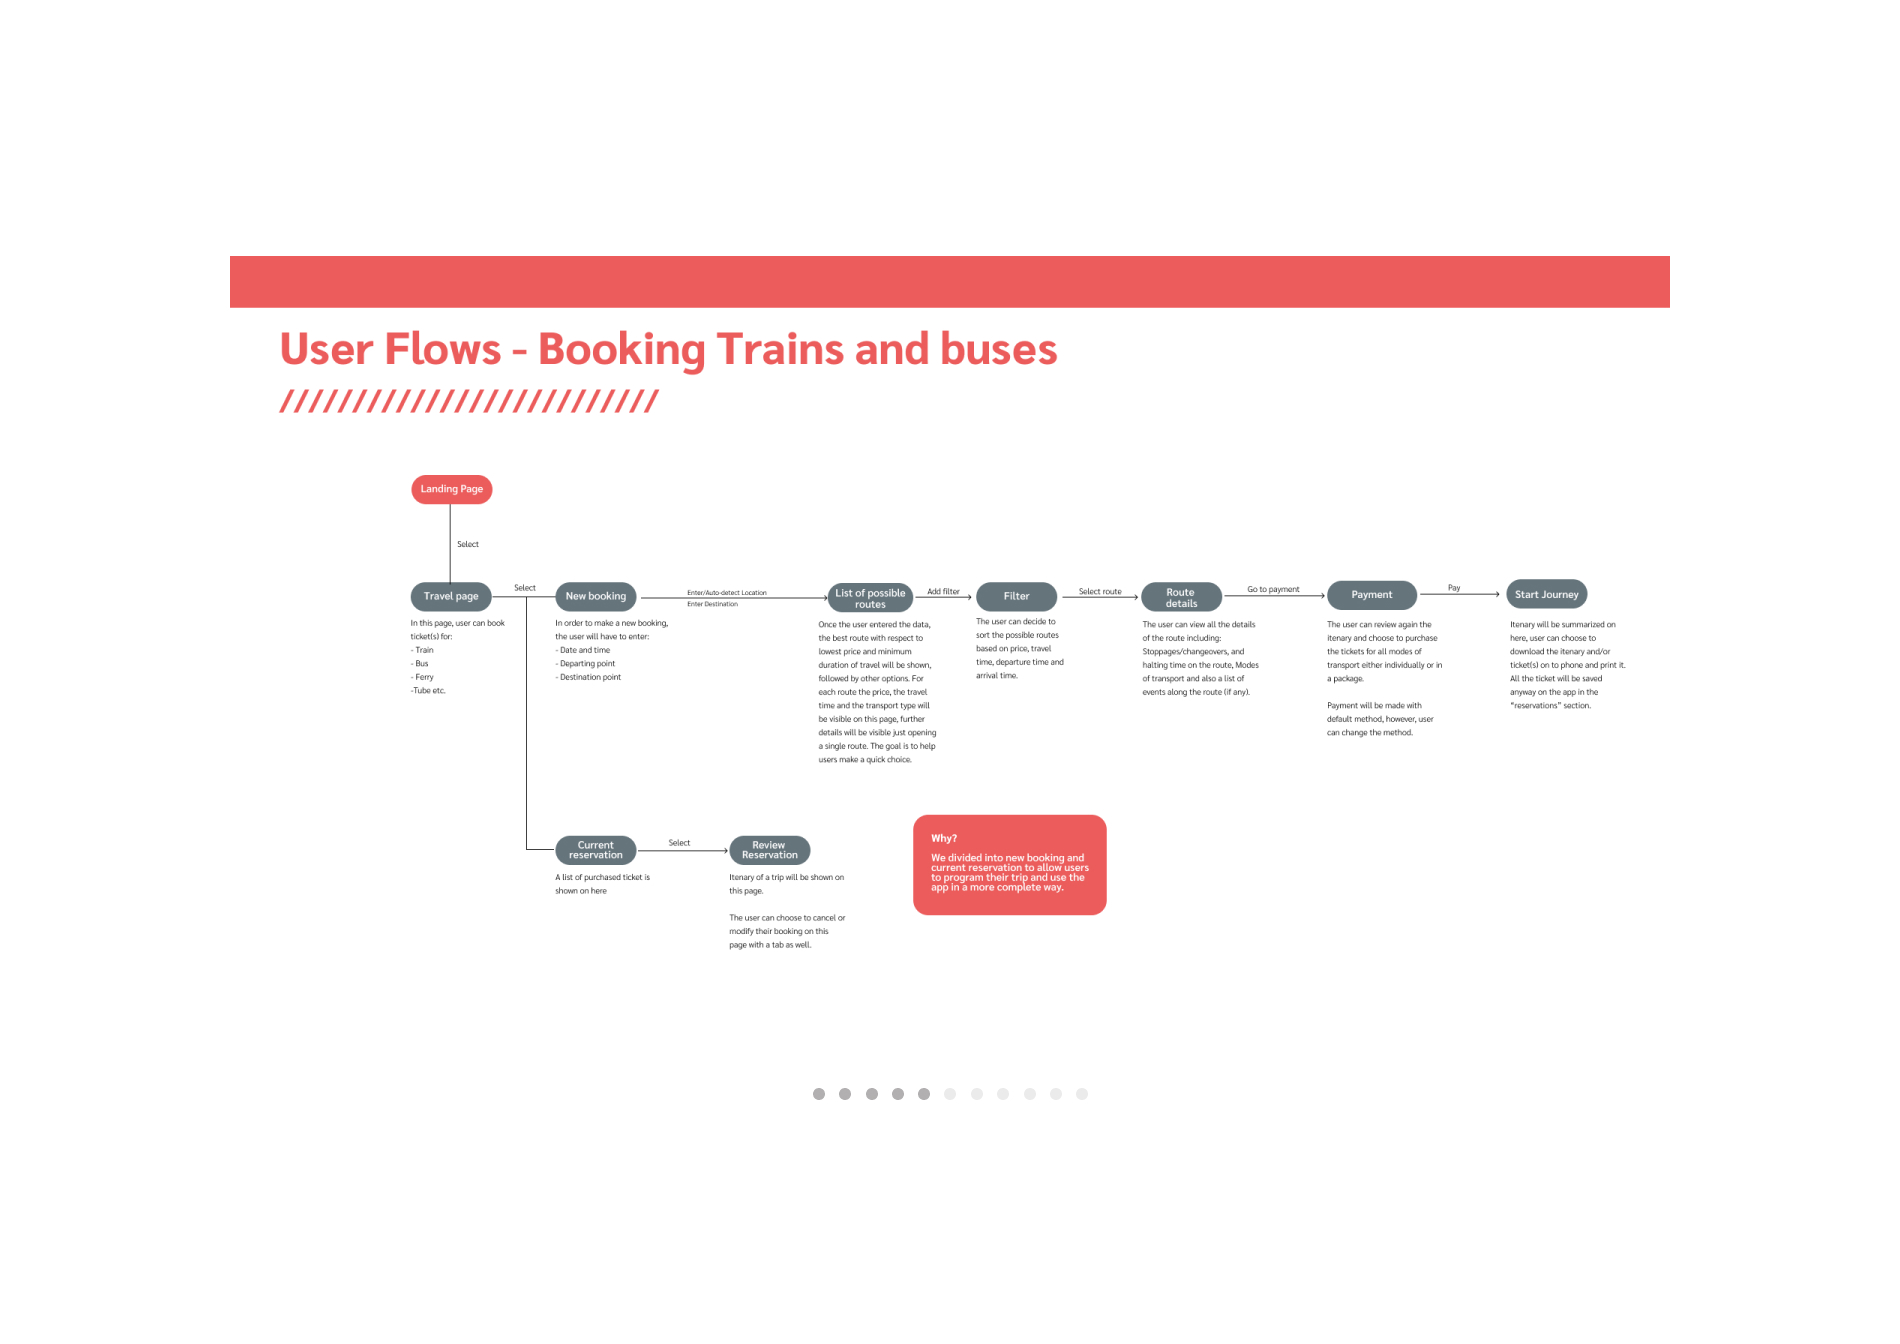 User Flows - Booking Trains and buses
Landing Page
Select
Travel page
In this page, user can book
ticket(s) for:
- Train
- Bus
- Ferry
-Tube etc.
Select
New booking
In order to make a new booking,
the user will have to enter:
- Date and time
- Departing point
- Destination point
Enter/Auto-detect Location
Enter Destination
List of possible
routes
Once the user entered the data,
the best route with respect to
lowest price and minimum
duration of travel will be shown,
followed by other options. For
each route the price, the travel
time and the transport type will
be visible on this page, further
details will be visible just opening
a single route. The goal is to help
users make a quick choice.
Add filter
Filter
The user can decide to
sort the possible routes
based on price, travel
time, departure time and
arrival time.
Select route
Route
details
The user can view all the details
of the route including:
Stoppages/changeovers, and
halting time on the route, Modes
of transport and also a list of
events along the route (if any).
Go to payment
Payment
The user can review again the
itenary and choose to purchase
the tickets for all modes of
transport either individually or in
a package.
Payment will be made with
default method, however, user
can change the method.
Pay
Start Journey
Itenary will be summarized on
here, user can choose to
download the itenary and/or
ticket(s) on to phone and print it.
All the ticket will be saved
anyway on the app in the
“reservations” section.
Current
reservation
A list of purchased ticket is
shown on here
Select
Review
Reservation
Itenary of a trip will be shown on
this page.
The user can choose to cancel or
modify their booking on this
page with a tab as well.
Why?
We divided into new booking and
current reservation to allow users
to program their trip and use the
app in a more complete way.